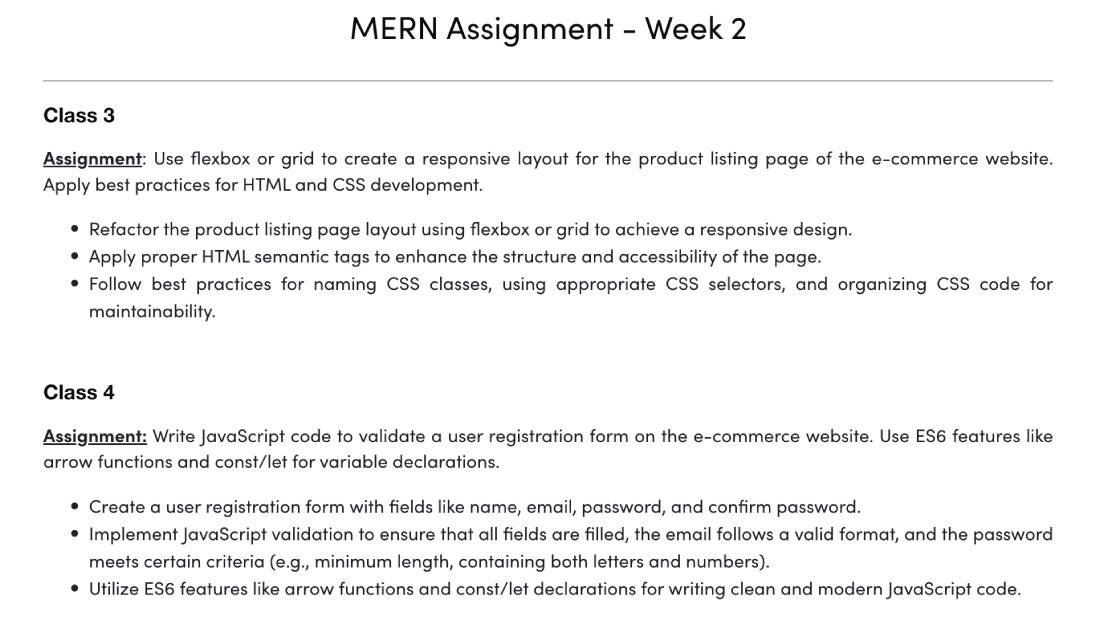 MERN Assignment - Week 2
Class 3
Assignment: Use flexbox or grid to create a responsive layout for the product listing page of the e-commerce website.
Apply best practices for HTML and CSS development.
• Refactor the product listing page layout using flexbox or grid to achieve a responsive design.
• Apply proper HTML semantic tags to enhance the structure and accessibility of the page.
• Follow best practices for naming CSS classes, using appropriate CSS selectors, and organizing CSS code for
maintainability.
Class 4
Assignment: Write JavaScript code to validate a user registration form on the e-commerce website. Use ES6 features like
arrow functions and const/let for variable declarations.
• Create a user registration form with fields like name, email, password, and confirm password.
• Implement JavaScript validation to ensure that all fields are filled, the email follows a valid format, and the password
meets certain criteria (e.g., minimum length, containing both letters and numbers).
• Utilize ES6 features like arrow functions and const/let declarations for writing clean and modern JavaScript code.